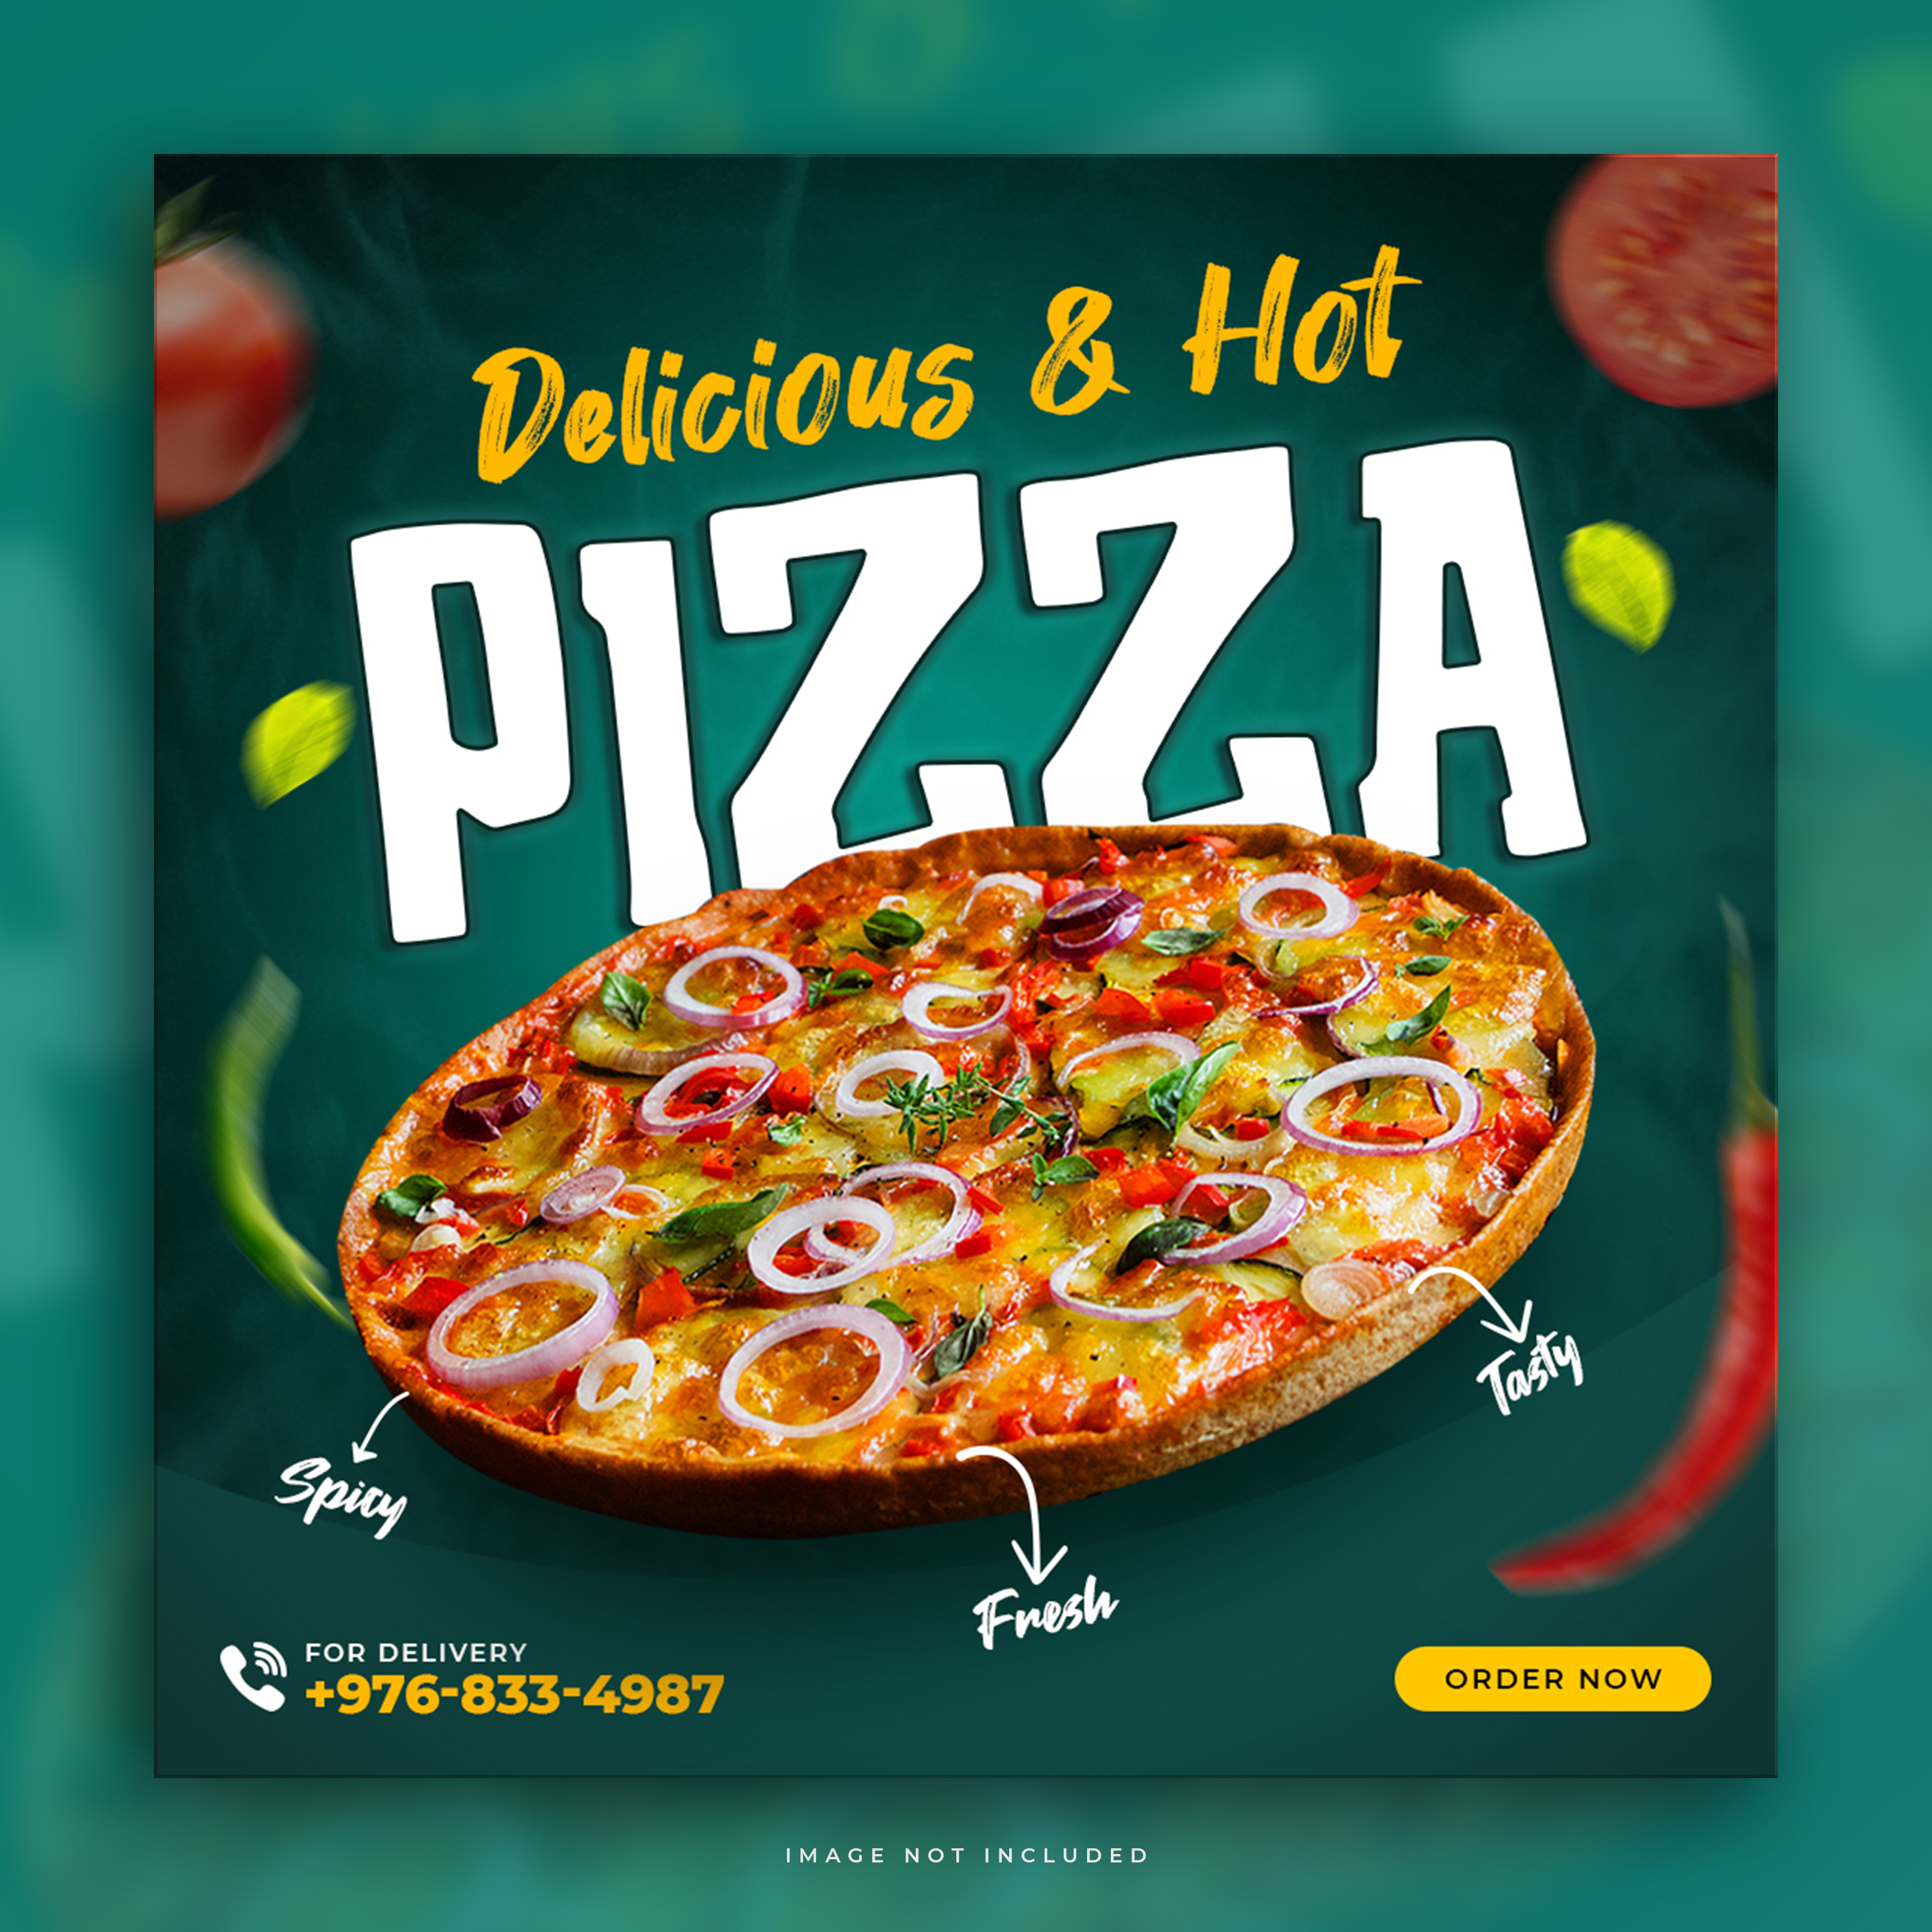 Delicious & Hot
PIZZA
Tasty
Spicy
Fresh
FOR DELIVERY
+976-833-4987
ORDER NOW
IMAGE NOT INCLUDED